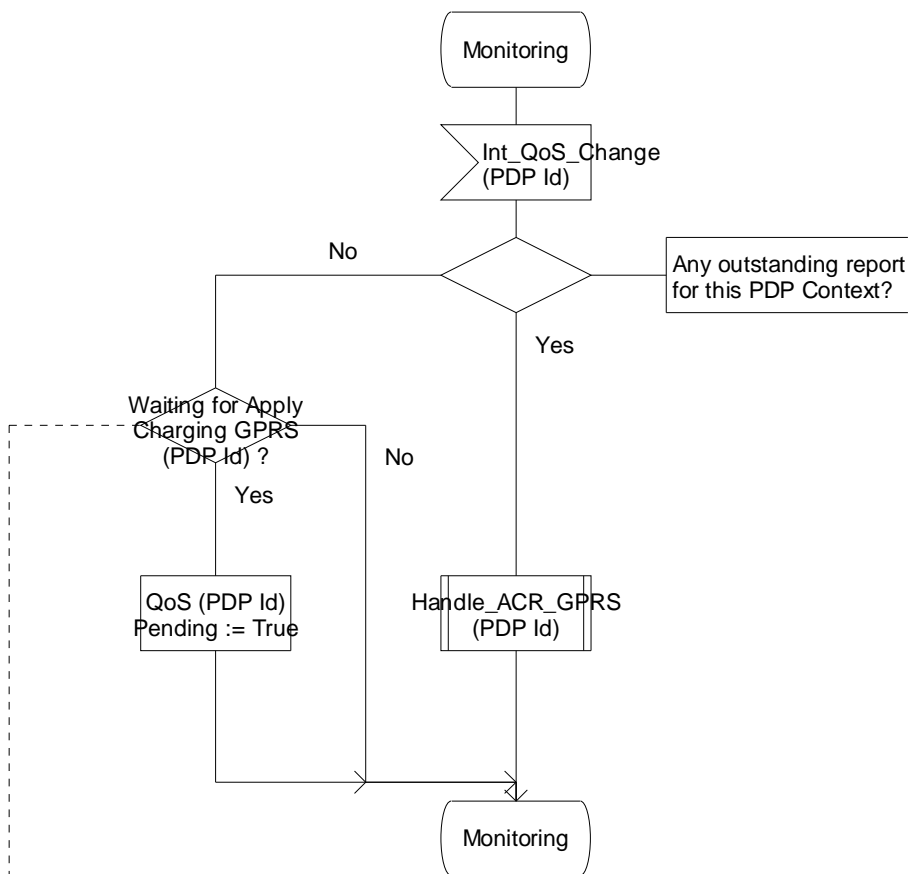 Monitoring
Int_QoS_Change
(PDP Id)
No
Any outstanding report
for this PDP Context?
Yes
Waiting for Apply
Charging GPRS
(PDP Id) ?
No
Yes
QoS (PDP Id)
Pending := True
Handle_ACR_GPRS
(PDP Id)
Monitoring